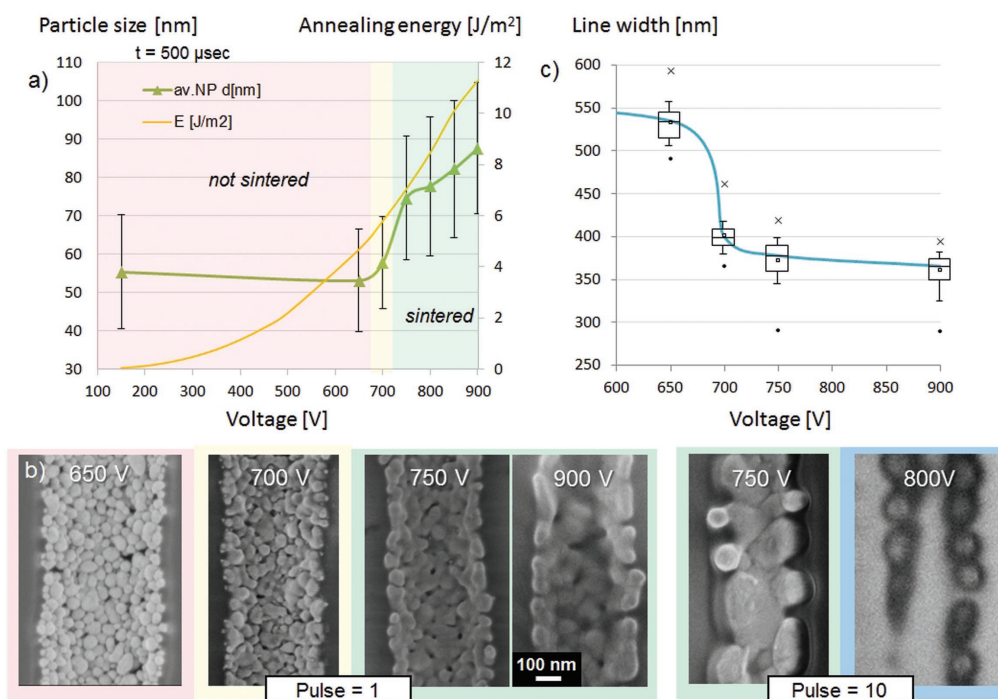 Particle size [nm]
Annealing energy [J/m²]
Line width [nm]
t = 500 µsec
a)
av.NP d[nm]
E [J/m2]
not sintered
sintered
110
100
90
80
70
60
50
40
30
12
10
8
6
4
2
0
100 200 300 400 500 600 700 800 900
Voltage [V]
c)
600
550
500
450
400
350
300
250
600 650 700 750 800 850 900
Voltage [V]
b)
650 V
700 V
750 V
900 V
750 V
800V
100 nm
Pulse = 1
Pulse = 10